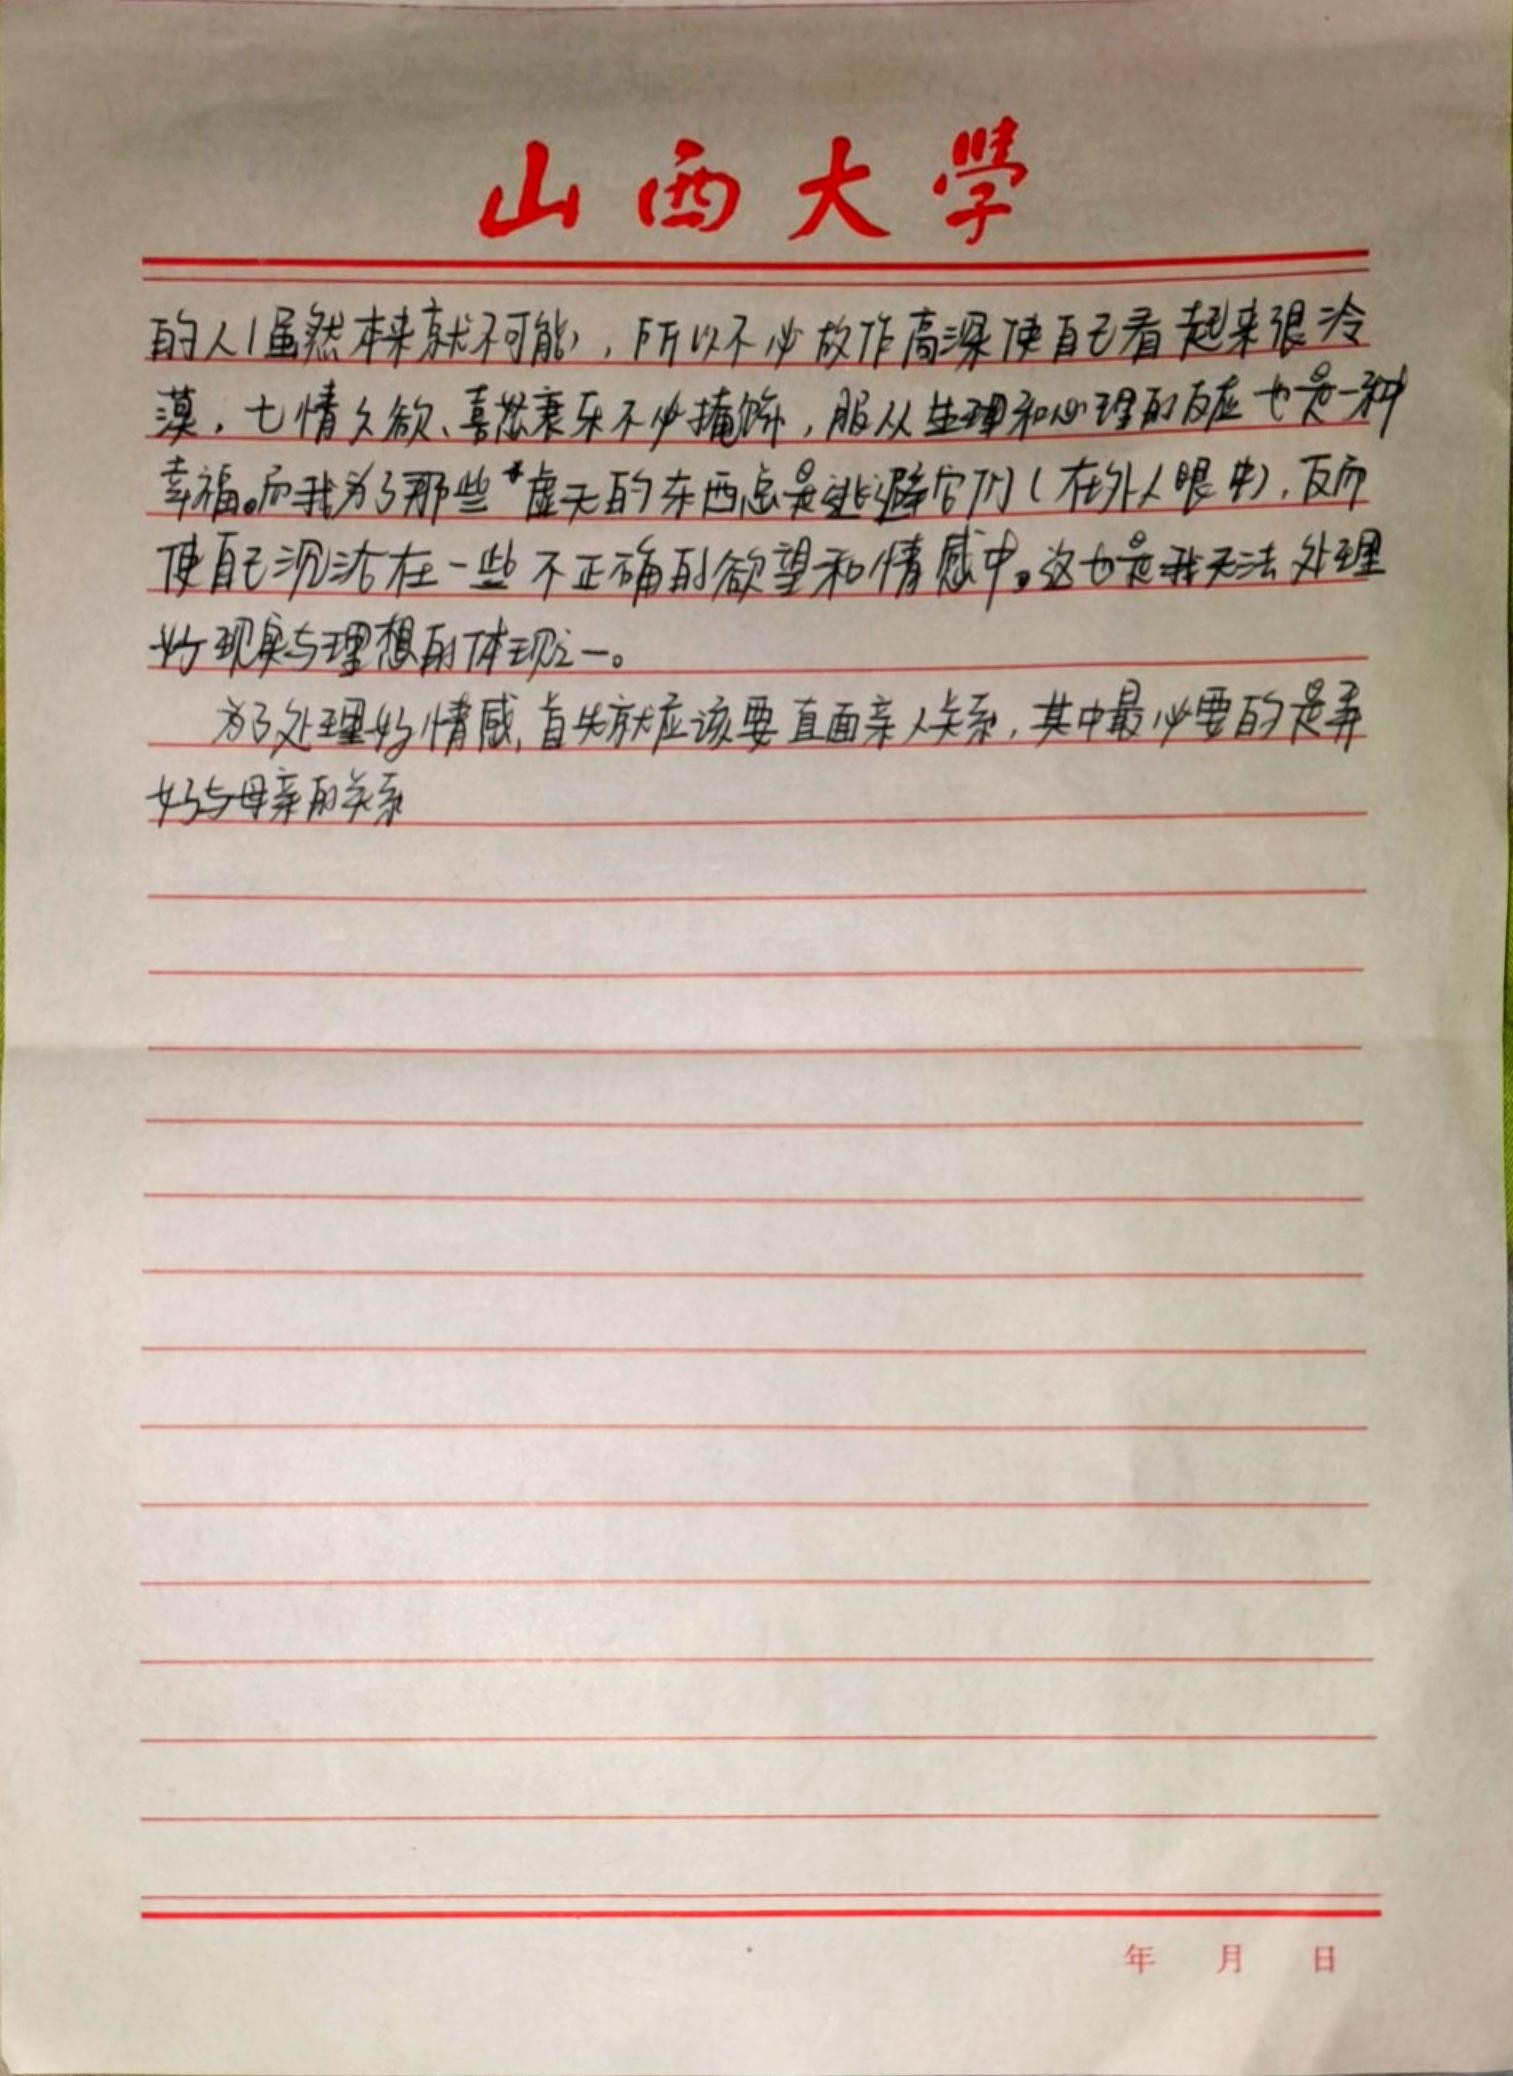 山西大學
的人(虽然本来就不可能),所以不必故作高深使自己看起来很冷
漠,七情久欲、喜怒哀乐不必掩饰,服从生理和心理的反应也是一种
幸福。而我为了那些虚无的东西总是逃避它们(在外人眼中),反而
使自己沉沾在一些不正确的欲望和情感中。这也是我无法处理
好现实与理想的体现之一。
为了处理好情感,首先就应该要直面亲人关系,其中最必要的是弄
好与母亲的关系
年 月 日